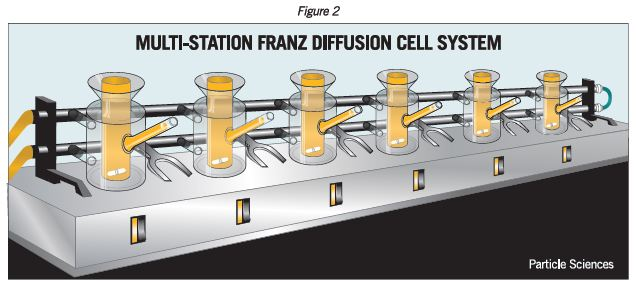 Figure 2
MULTI-STATION FRANZ DIFFUSION CELL SYSTEM
Particle Sciences